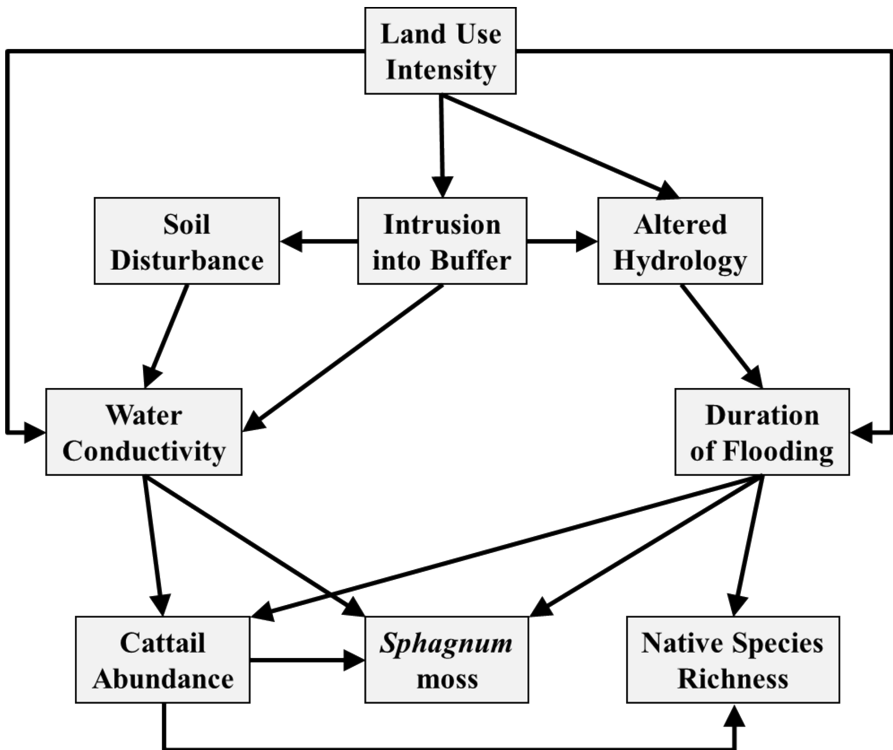 Land Use
Intensity
Soil
Disturbance
Intrusion
into Buffer
Altered
Hydrology
Water
Conductivity
Duration
of Flooding
Cattail
Abundance
Sphagnum
moss
Native Species
Richness